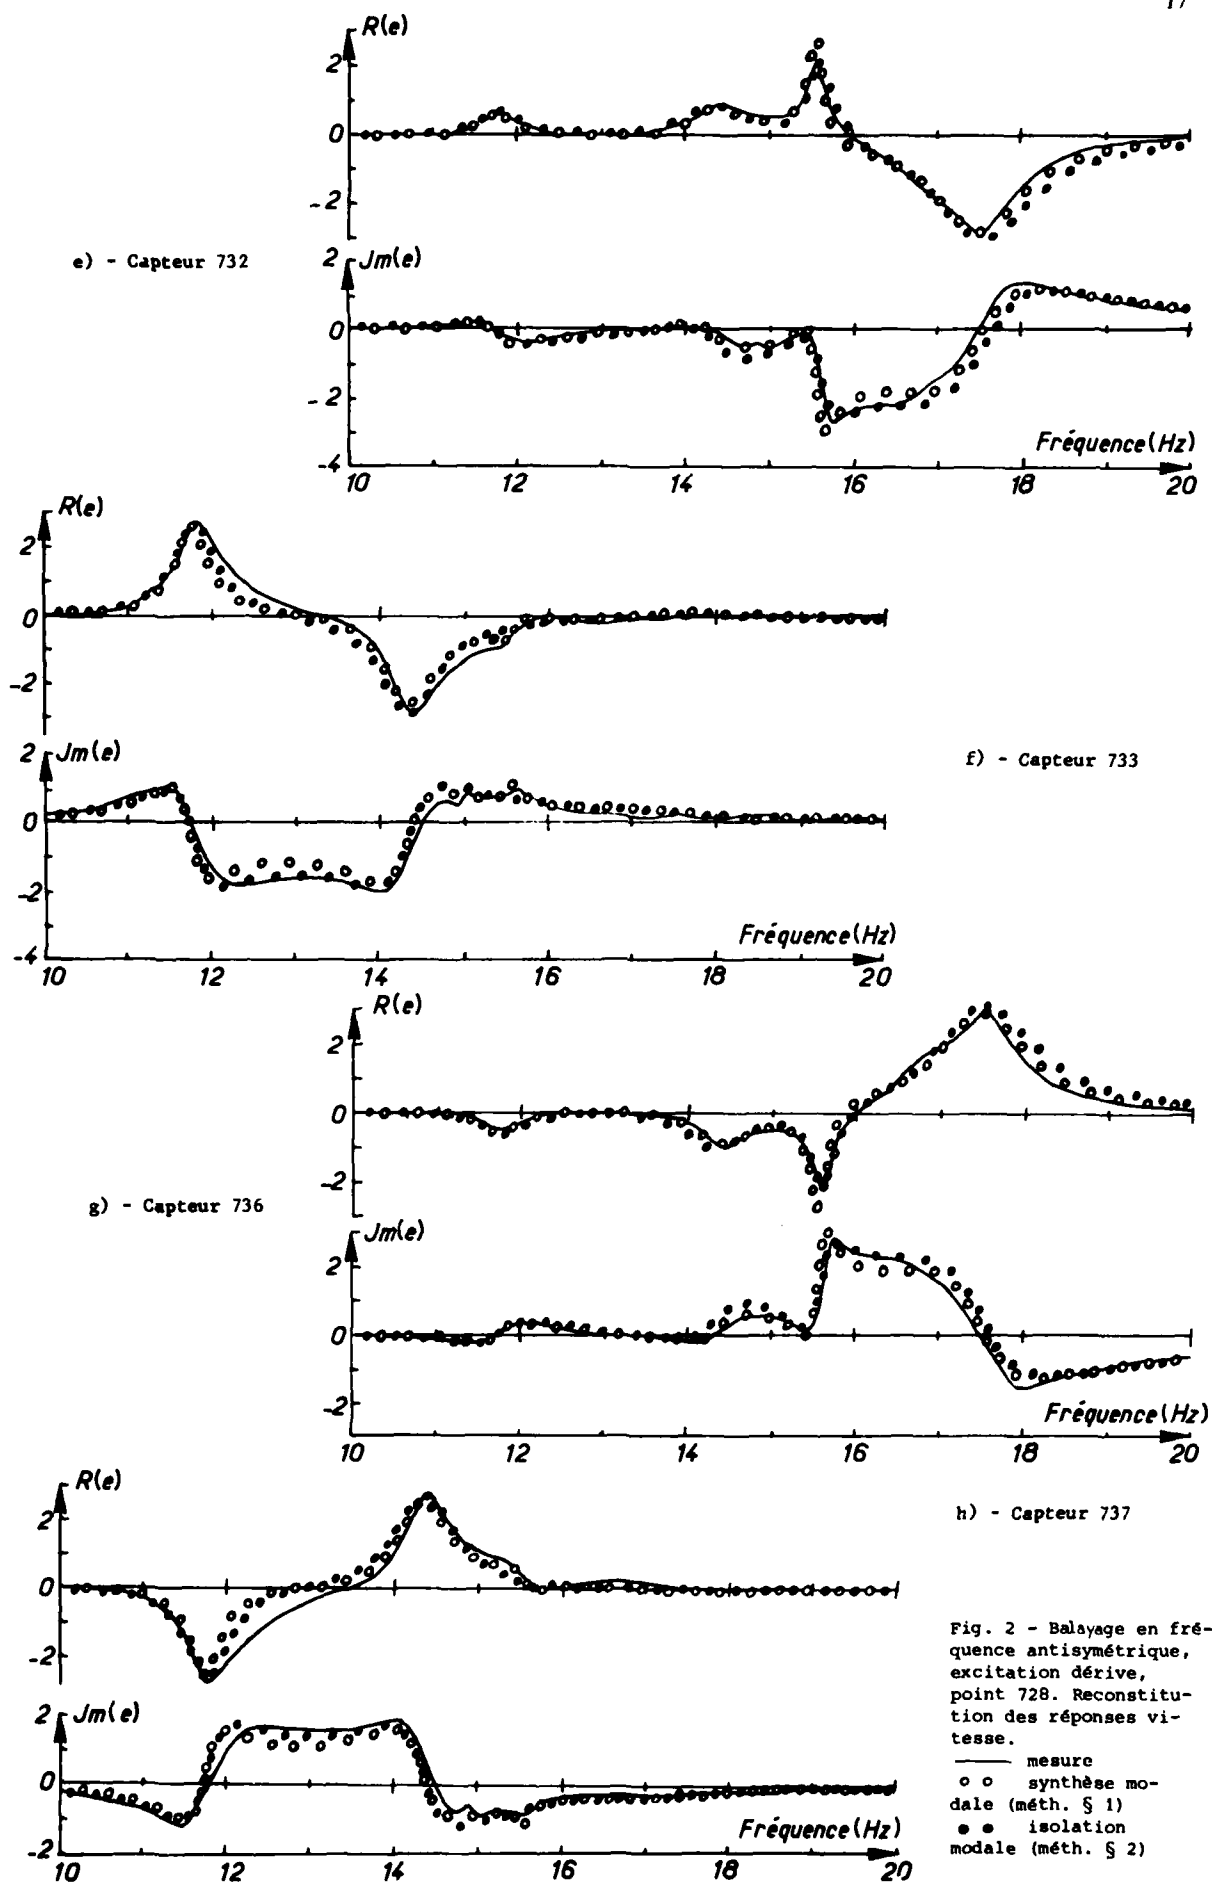 17
R(e)
2
0
-2
e) - Capteur 732
2 Jm(e)
0
-2
-4
Fréquence(Hz)
10 12 14 16 18 20
R(e)
2
0
-2
2 Jm(e)
f) - Capteur 733
0
-2
-4
Fréquence(Hz)
10 12 14 16 18 20
R(e)
2
0
-2
g) - Capteur 736
Jm(e)
2
0
-2
Fréquence(Hz)
10 12 14 16 18 20
R(e)
2
0
-2
h) - Capteur 737
2 Jm(e)
0
-2
Fréquence(Hz)
10 12 14 16 18 20
Fig. 2 - Balayage en fré-
quence antisymétrique,
excitation dérive,
point 728. Reconstitu-
tion des réponses vi-
tesse.
mesure
synthèse mo-
dale (méth. § 1)
isolation
modale (méth. § 2)